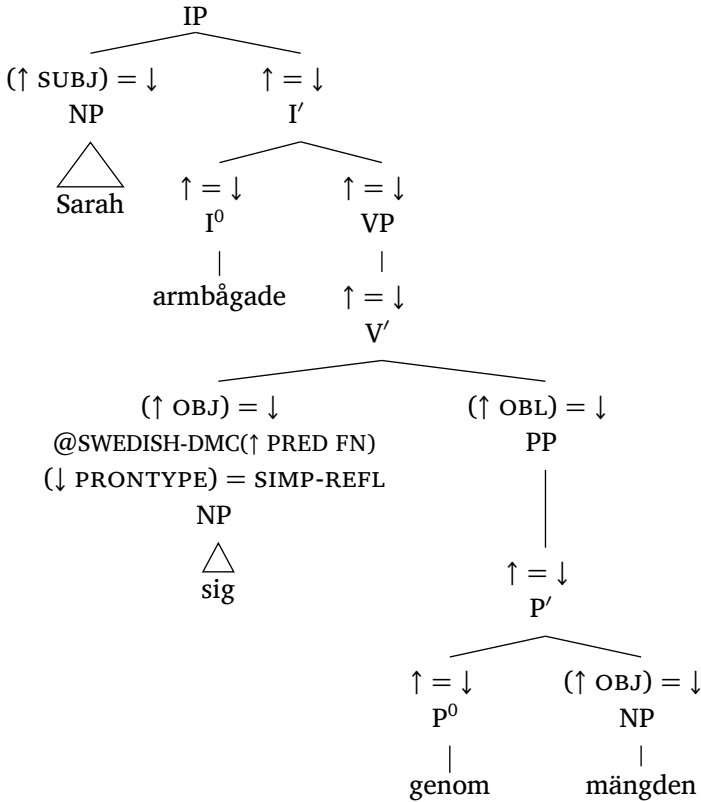 IP
(↑ SUBJ) = ↓ ↑ = ↓
NP I′
Sarah
↑ = ↓ ↑ = ↓
I⁰ VP
armbågade ↑ = ↓
V′
(↑ OBJ) = ↓ (↑ OBL) = ↓
@SWEDISH-DMC(↑ PRED FN) PP
(↓ PRONTYPE) = SIMP-REFL
NP
sig
↑ = ↓
P′
↑ = ↓ (↑ OBJ) = ↓
P⁰ NP
genom mängden